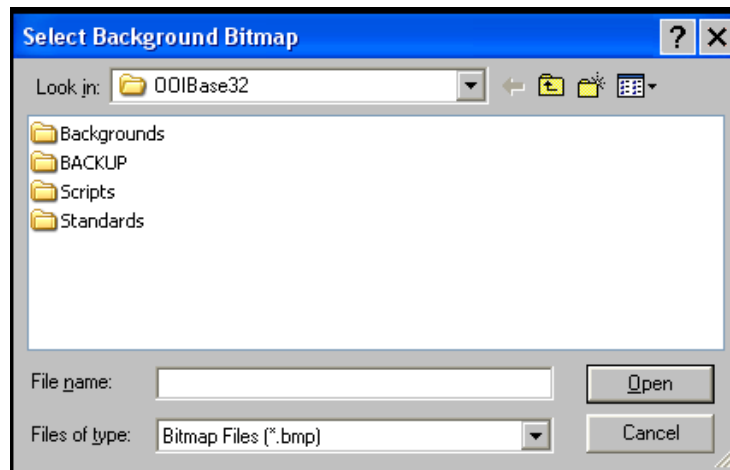 Select Background Bitmap
Look in: OOIBase32
Backgrounds
BACKUP
Scripts
Standards
File name:
Open
Files of type: Bitmap Files (*.bmp)
Cancel